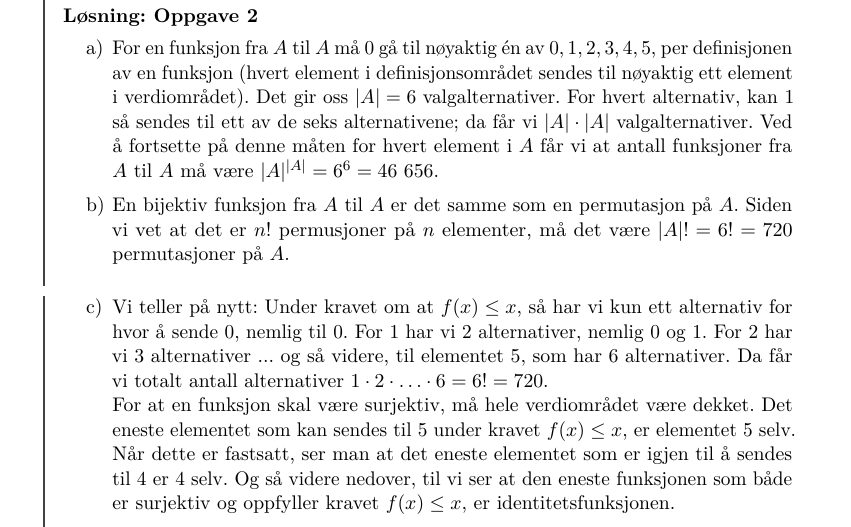 Løsning: Oppgave 2
a) For en funksjon fra A til A må 0 gå til nøyaktig én av 0, 1, 2, 3, 4, 5, per definisjonen
av en funksjon (hvert element i definisjonsområdet sendes til nøyaktig ett element
i verdiområdet). Det gir oss |A| = 6 valgalternativer. For hvert alternativ, kan 1
så sendes til ett av de seks alternativene; da får vi |A| · |A| valgalternativer. Ved
å fortsette på denne måten for hvert element i A får vi at antall funksjoner fra
A til A må være |A|^|A| = 6^6 = 46 656.
b) En bijektiv funksjon fra A til A er det samme som en permutasjon på A. Siden
vi vet at det er n! permusjoner på n elementer, må det være |A|! = 6! = 720
permutasjoner på A.
c) Vi teller på nytt: Under kravet om at f(x) ≤ x, så har vi kun ett alternativ for
hvor å sende 0, nemlig til 0. For 1 har vi 2 alternativer, nemlig 0 og 1. For 2 har
vi 3 alternativer ... og så videre, til elementet 5, som har 6 alternativer. Da får
vi totalt antall alternativer 1 · 2 · . . . · 6 = 6! = 720.
For at en funksjon skal være surjektiv, må hele verdiområdet være dekket. Det
eneste elementet som kan sendes til 5 under kravet f(x) ≤ x, er elementet 5 selv.
Når dette er fastsatt, ser man at det eneste elementet som er igjen til å sendes
til 4 er 4 selv. Og så videre nedover, til vi ser at den eneste funksjonen som både
er surjektiv og oppfyller kravet f(x) ≤ x, er identitetsfunksjonen.